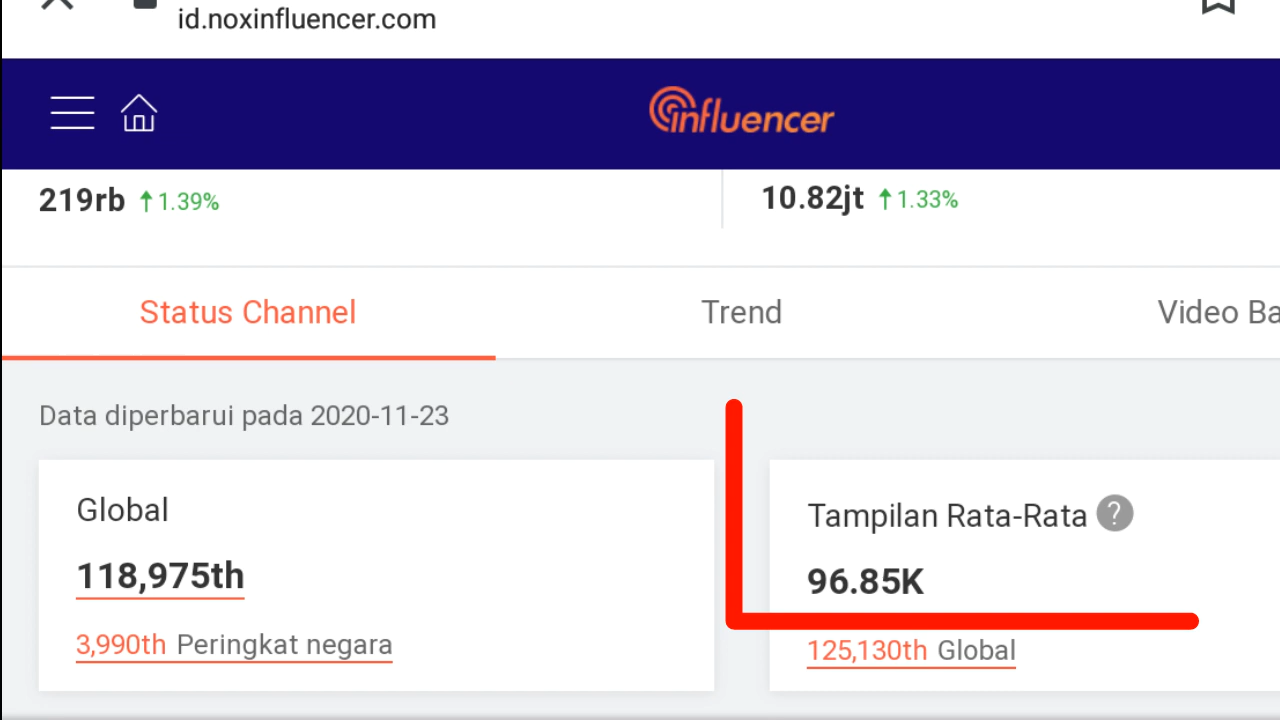 id.noxinfluencer.com
influencer
219rb ↑1.39% 10.82jt ↑1.33%
Status Channel Trend Video Ba
Data diperbarui pada 2020-11-23
Global
118,975th
3,990th Peringkat negara
Tampilan Rata-Rata ?
96.85K
125,130th Global